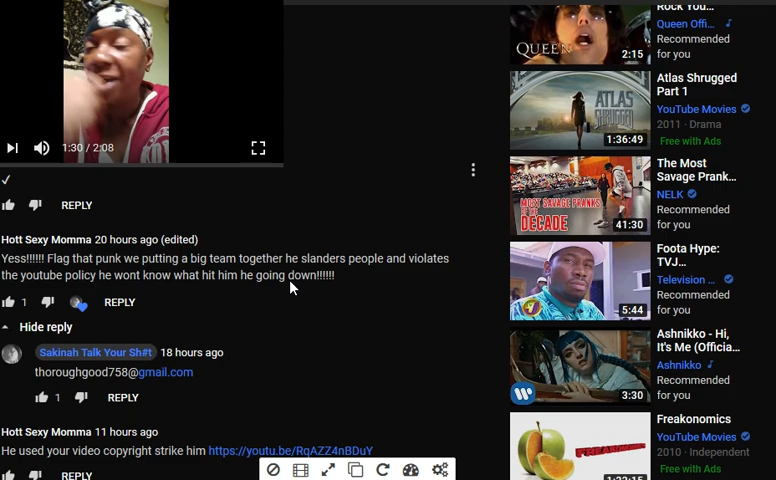 1:30 / 2:08
REPLY
Hott Sexy Momma 20 hours ago (edited)
Yess!!!!!! Flag that punk we putting a big team together he slanders people and violates
the youtube policy he wont know what hit him he going down!!!!!!
1
REPLY
Hide reply
Sakinah Talk Your Sh#t 18 hours ago
thoroughgood758@gmail.com
1
REPLY
Hott Sexy Momma 11 hours ago
He used your video copyright strike him https://youtu.be/RqAZZ4nBDuY
REPLY
Rock You...
Queen Offi...
Recommended
for you
QUEEN
2:15
Atlas Shrugged
Part 1
YouTube Movies
2011 · Drama
Free with Ads
ATLAS
SHRUGGED
1:36:49
The Most
Savage Prank...
NELK
Recommended
for you
MOST SAVAGE PRANKS
OF THE
DECADE
41:30
Foota Hype:
TVJ...
Television ...
Recommended
for you
5:44
Ashnikko - Hi,
It's Me (Officia...
Ashnikko
Recommended
for you
W
3:30
Freakonomics
YouTube Movies
2010 · Independent
Free with Ads
FREAKONOMICS